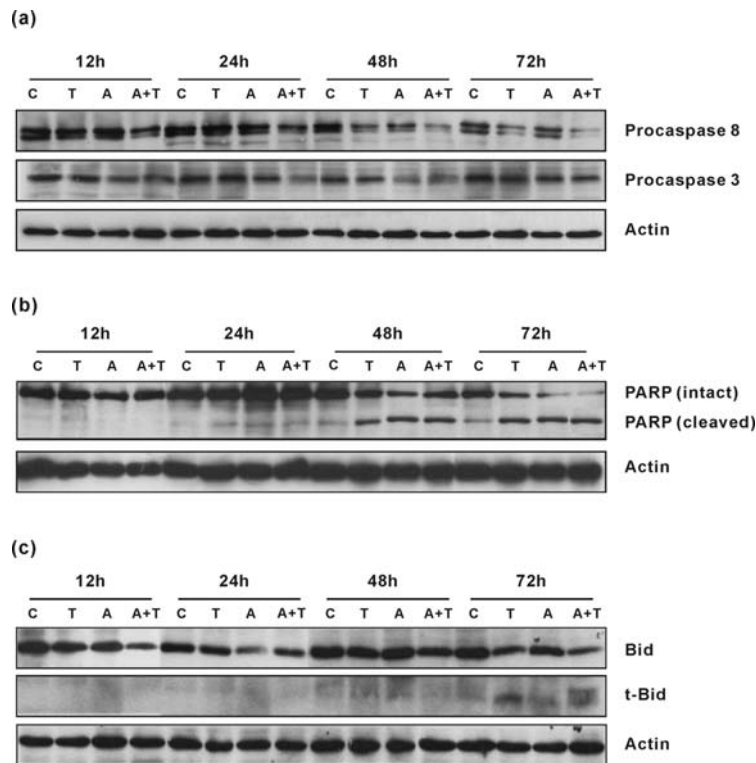 (a)
12h 24h 48h 72h
C T A A+T C T A A+T C T A A+T C T A A+T
Procaspase 8
Procaspase 3
Actin
(b)
12h 24h 48h 72h
C T A A+T C T A A+T C T A A+T C T A A+T
PARP (intact)
PARP (cleaved)
Actin
(c)
12h 24h 48h 72h
C T A A+T C T A A+T C T A A+T C T A A+T
Bid
t-Bid
Actin